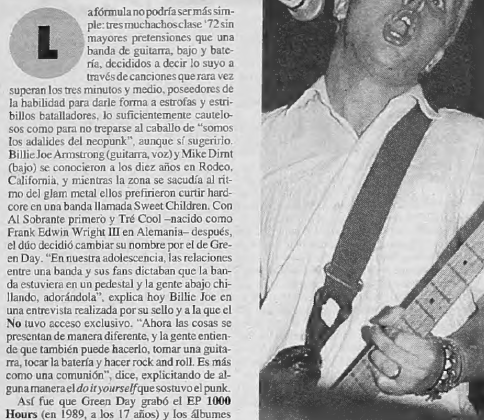 L
a fórmula no podría ser más sim-
ple: tres muchachos clase '72 sin
mayores pretensiones que una
banda de guitarra, bajo y bate-
ría, decididos a decir lo suyo a
través de canciones que rara vez
superan los tres minutos y medio, poseedores de
la habilidad para darle forma a estrofas y estri-
billos batalladores, lo suficientemente cautelo-
sos como para no treparse al caballo de "somos
los adalides del neopunk", aunque sí sugerirlo.
Billie Joe Armstrong (guitarra, voz) y Mike Dirnt
(bajo) se conocieron a los diez años en Rodeo,
California, y mientras la zona se sacudía al rit-
mo del glam metal ellos prefirieron curtir hard-
core en una banda llamada Sweet Children. Con
Al Sobrante primero y Tré Cool –nacido como
Frank Edwin Wright III en Alemania– después,
el dúo decidió cambiar su nombre por el de Gre-
en Day. "En nuestra adolescencia, las relaciones
entre una banda y sus fans dictaban que la ban-
da estuviera en un pedestal y la gente abajo chi-
llando, adorándola", explica hoy Billie Joe en
una entrevista realizada por su sello y a la que el
No tuvo acceso exclusivo. "Ahora las cosas se
presentan de manera diferente, y la gente entien-
de que también puede hacerlo, tomar una guita-
rra, tocar la batería y hacer rock and roll. Es más
como una comunión", dice, explicitando de al-
guna manera el do it yourself que sostuvo el punk.
Así fue que Green Day grabó el EP 1000
Hours (en 1989, a los 17 años) y los álbumes